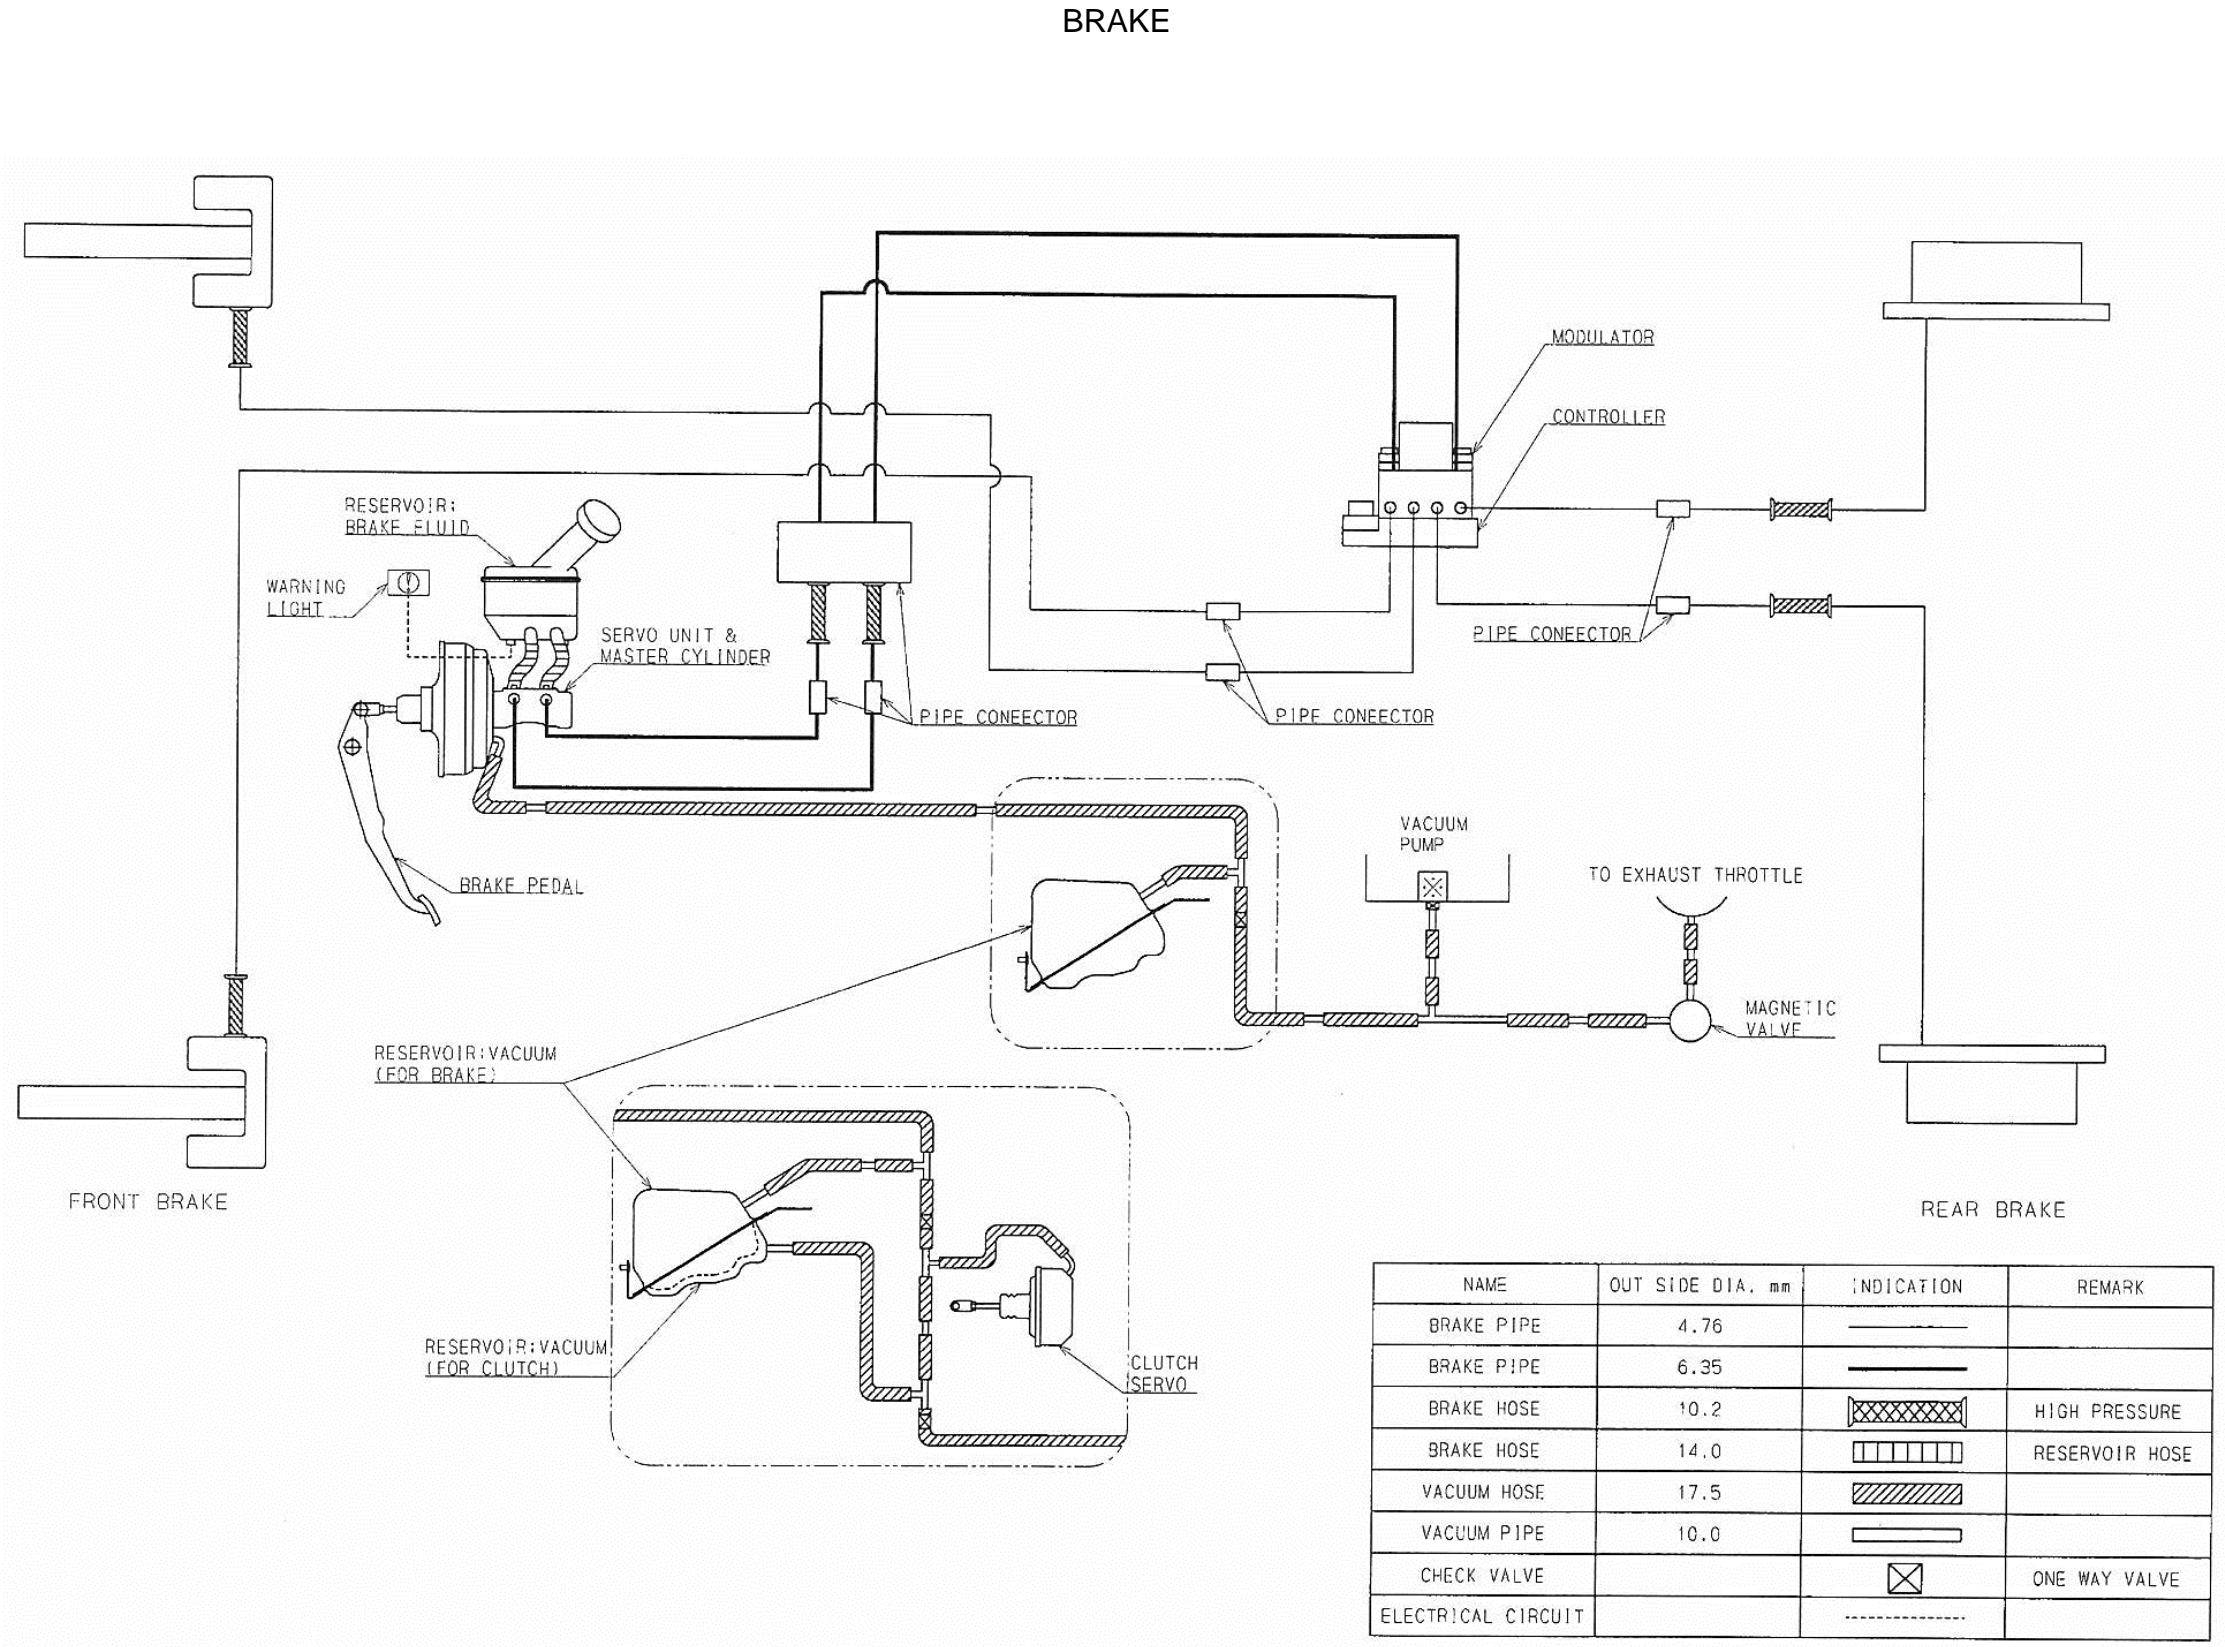 BRAKE
MODULATOR
CONTROLLER
RESERVOIR:
BRAKE FLUID
WARNING
LIGHT
SERVO UNIT &
MASTER CYLINDER
PIPE CONEECTOR
PIPE CONEECTOR
PIPE CONEECTOR
VACUUM
PUMP
TO EXHAUST THROTTLE
BRAKE PEDAL
MAGNETIC
VALVE
RESERVOIR:VACUUM
(FOR BRAKE)
FRONT BRAKE
REAR BRAKE
RESERVOIR:VACUUM
(FOR CLUTCH)
CLUTCH
SERVO
NAME OUT SIDE DIA. mm INDICATION REMARK
BRAKE PIPE 4.76
BRAKE PIPE 6.35
BRAKE HOSE 10.2 HIGH PRESSURE
BRAKE HOSE 14.0 RESERVOIR HOSE
VACUUM HOSE 17.5
VACUUM PIPE 10.0
CHECK VALVE ONE WAY VALVE
ELECTRICAL CIRCUIT